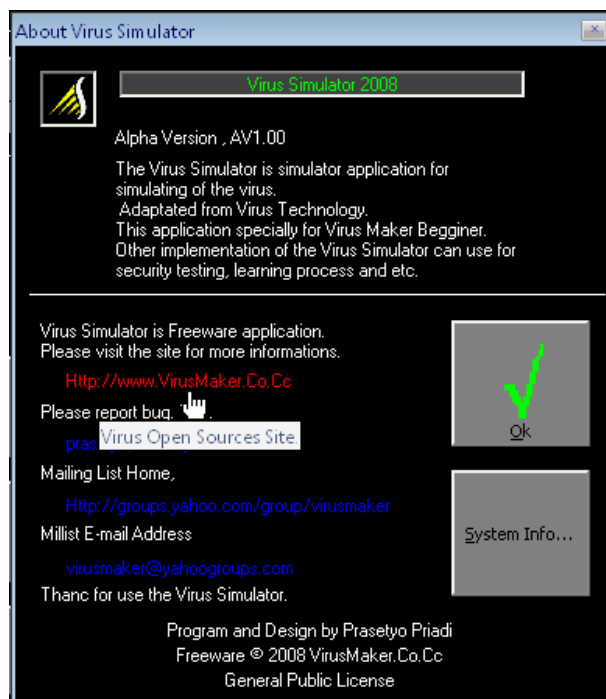 About Virus Simulator
Virus Simulator 2008
Alpha Version , AV1.00
The Virus Simulator is simulator application for
simulating of the virus.
Adaptated from Virus Technology.
This application specially for Virus Maker Begginer.
Other implementation of the Virus Simulator can use for
security testing, learning process and etc.
Virus Simulator is Freeware application.
Please visit the site for more informations.
Http://www.VirusMaker.Co.Cc
Please report bug.
Virus Open Sources Site.
Mailing List Home,
Http://groups.yahoo.com/group/virusmaker
Millist E-mail Address
virusmaker@yahoogroups.com
Thanc for use the Virus Simulator.
Ok
System Info...
Program and Design by Prasetyo Priadi
Freeware © 2008 VirusMaker.Co.Cc
General Public License